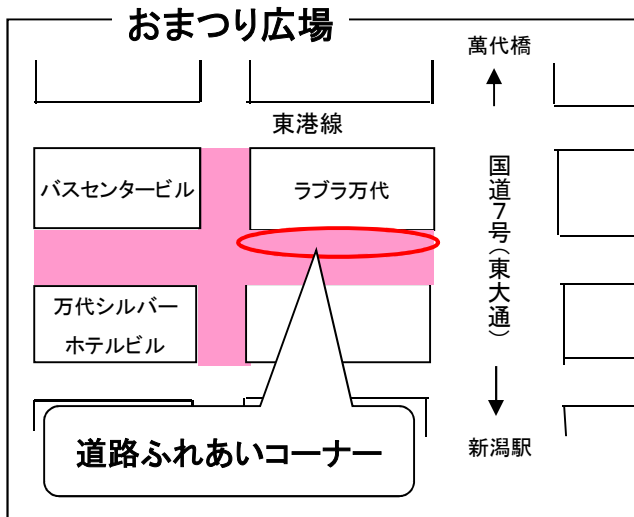 おまつり広場
萬代橋
東港線
バスセンタービル
ラブラ万代
国道7号(東大通)
万代シルバー
ホテルビル
道路ふれあいコーナー
新潟駅